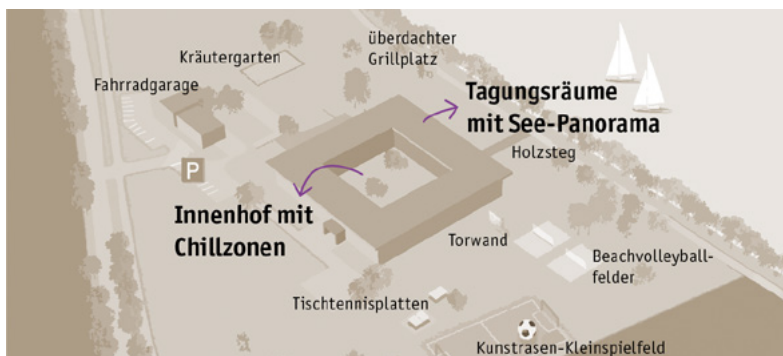 überdachter
Grillplatz
Kräutergarten
Fahrradgarage
Tagungsräume
mit See-Panorama
Holzsteg
P
Innenhof mit
Chillzonen
Torwand
Beachvolleyball-
felder
Tischtennisplatten
Kunstrasen-Kleinspielfeld